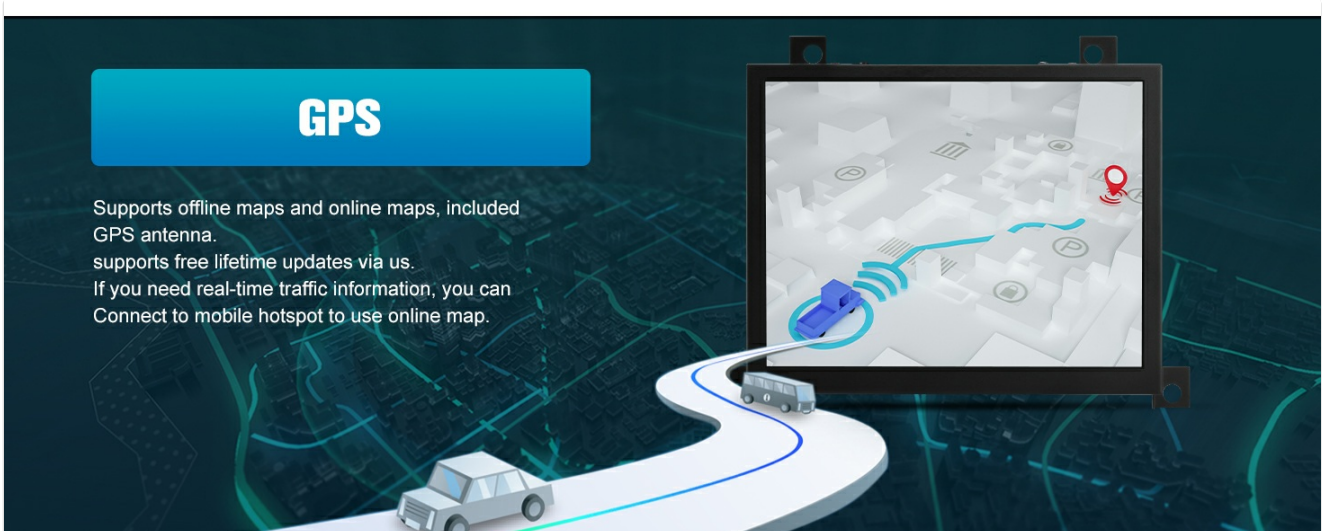 GPS
Supports offline maps and online maps, included
GPS antenna.
supports free lifetime updates via us.
If you need real-time traffic information, you can
Connect to mobile hotspot to use online map.
P
P
P